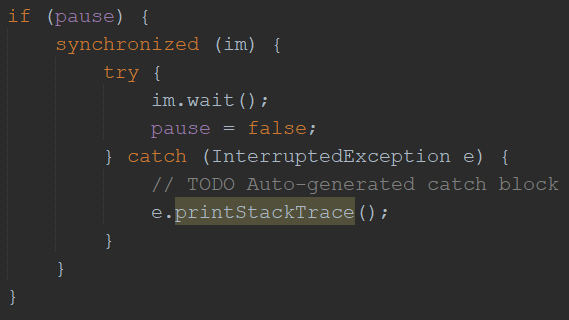 if (pause) {
    synchronized (im) {
        try {
            im.wait();
            pause = false;
        } catch (InterruptedException e) {
            // TODO Auto-generated catch block
            e.printStackTrace();
        }
    }
}